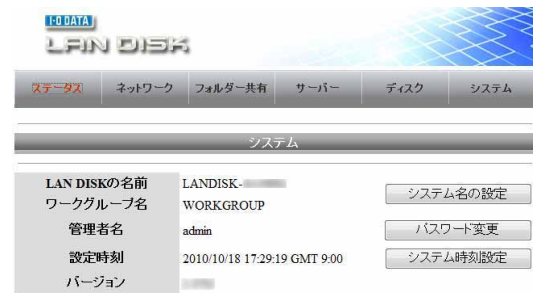 I-O DATA
LAN DISK
ステータス ネットワーク フォルダー共有 サーバー ディスク システム
システム
LAN DISKの名前 LANDISK- システム名の設定
ワークグループ名 WORKGROUP
管理者名 admin パスワード変更
設定時刻 2010/10/18 17:29:19 GMT 9:00 システム時刻設定
バージョン